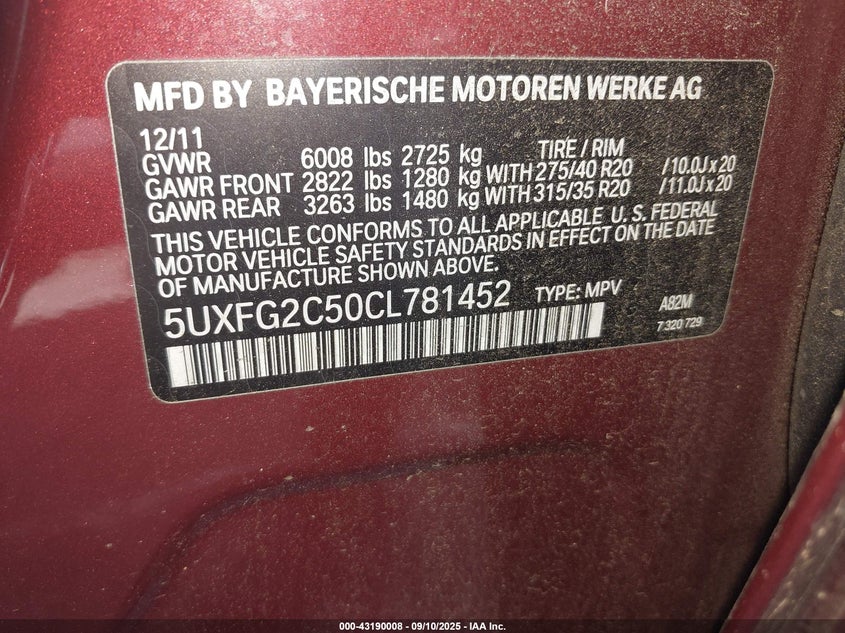 MFD BY BAYERISCHE MOTOREN WERKE AG
12/11 TIRE / RIM
GVWR 6008 lbs 2725 kg
GAWR FRONT 2822 lbs 1280 kg WITH 275/40 R20 / 10.0J x 20
GAWR REAR 3263 lbs 1480 kg WITH 315/35 R20 / 11.0J x 20
THIS VEHICLE CONFORMS TO ALL APPLICABLE U.S. FEDERAL
MOTOR VEHICLE SAFETY STANDARDS IN EFFECT ON THE DATE
OF MANUFACTURE SHOWN ABOVE.
5UXFG2C50CL781452 TYPE: MPV A82M
7 320 729
000-43190008 - 09/10/2025 - IAA Inc.